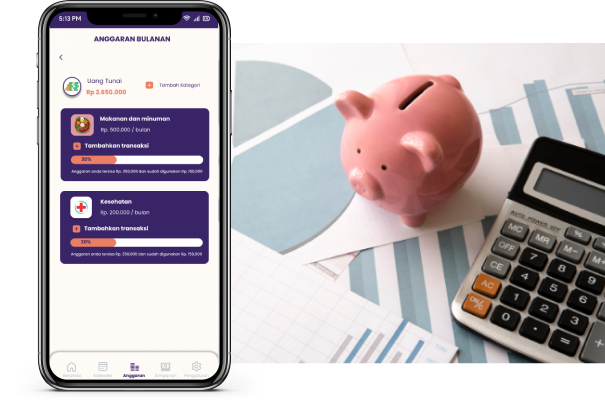 5:13 PM
ANGGARAN BULANAN
Uang Tunai
Rp 2.650.000
Tambah Kategori
Makanan dan minuman
Rp. 500.000 / bulan
Tambahkan transaksi
30%
Anggaran anda tersisa Rp. 350,000 dan sudah digunakan Rp. 150,000
Kesehatan
Rp. 200.000 / bulan
Tambahkan transaksi
30%
Anggaran anda tersisa Rp. 350,000 dan sudah digunakan Rp. 150,000
Beranda Kalender Anggaran Simpanan Pengaturan
AUTO POWER OFF
MC MR M- M+
OFF 7 8 9
CE 4 5 6
AC 1 2 3
ON/ 0 . = +
%